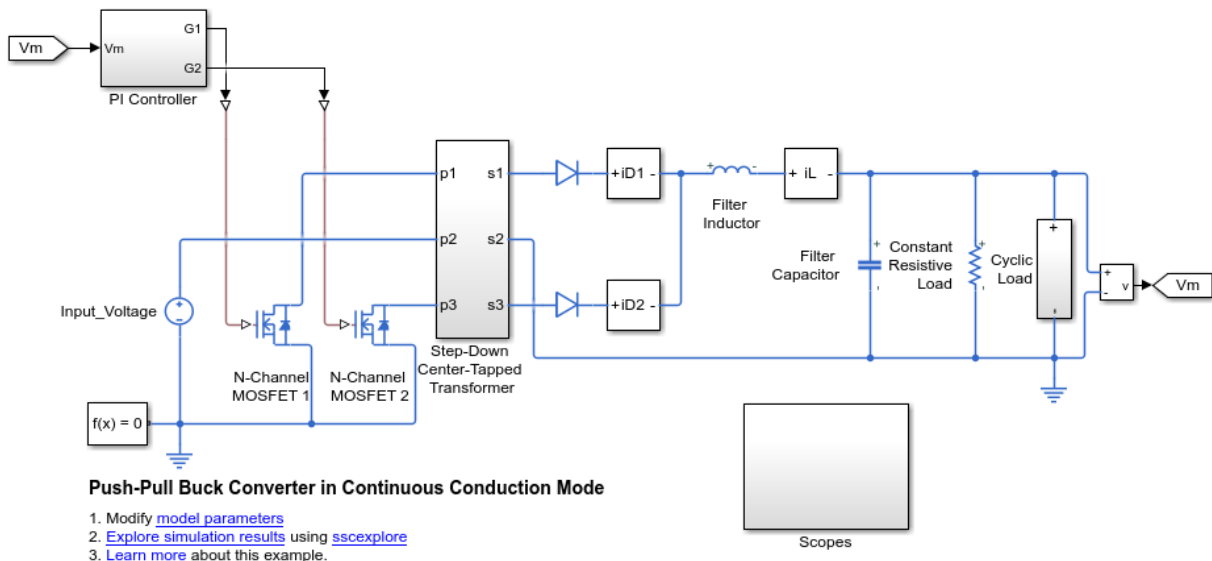 Vm
Vm
G1
G2
PI Controller
p1
p2
p3
s1
s2
s3
Step-Down
Center-Tapped
Transformer
+iD1 -
+iD2 -
+ -
Filter
Inductor
+ iL -
+
-
Filter
Capacitor
+
-
Constant
Resistive
Load
+
-
Cyclic
Load
+
-
v
Vm
Input_Voltage
+
−
N-Channel
MOSFET 1
N-Channel
MOSFET 2
f(x) = 0
Scopes
Push-Pull Buck Converter in Continuous Conduction Mode
1. Modify model parameters
2. Explore simulation results using sscexplore
3. Learn more about this example.